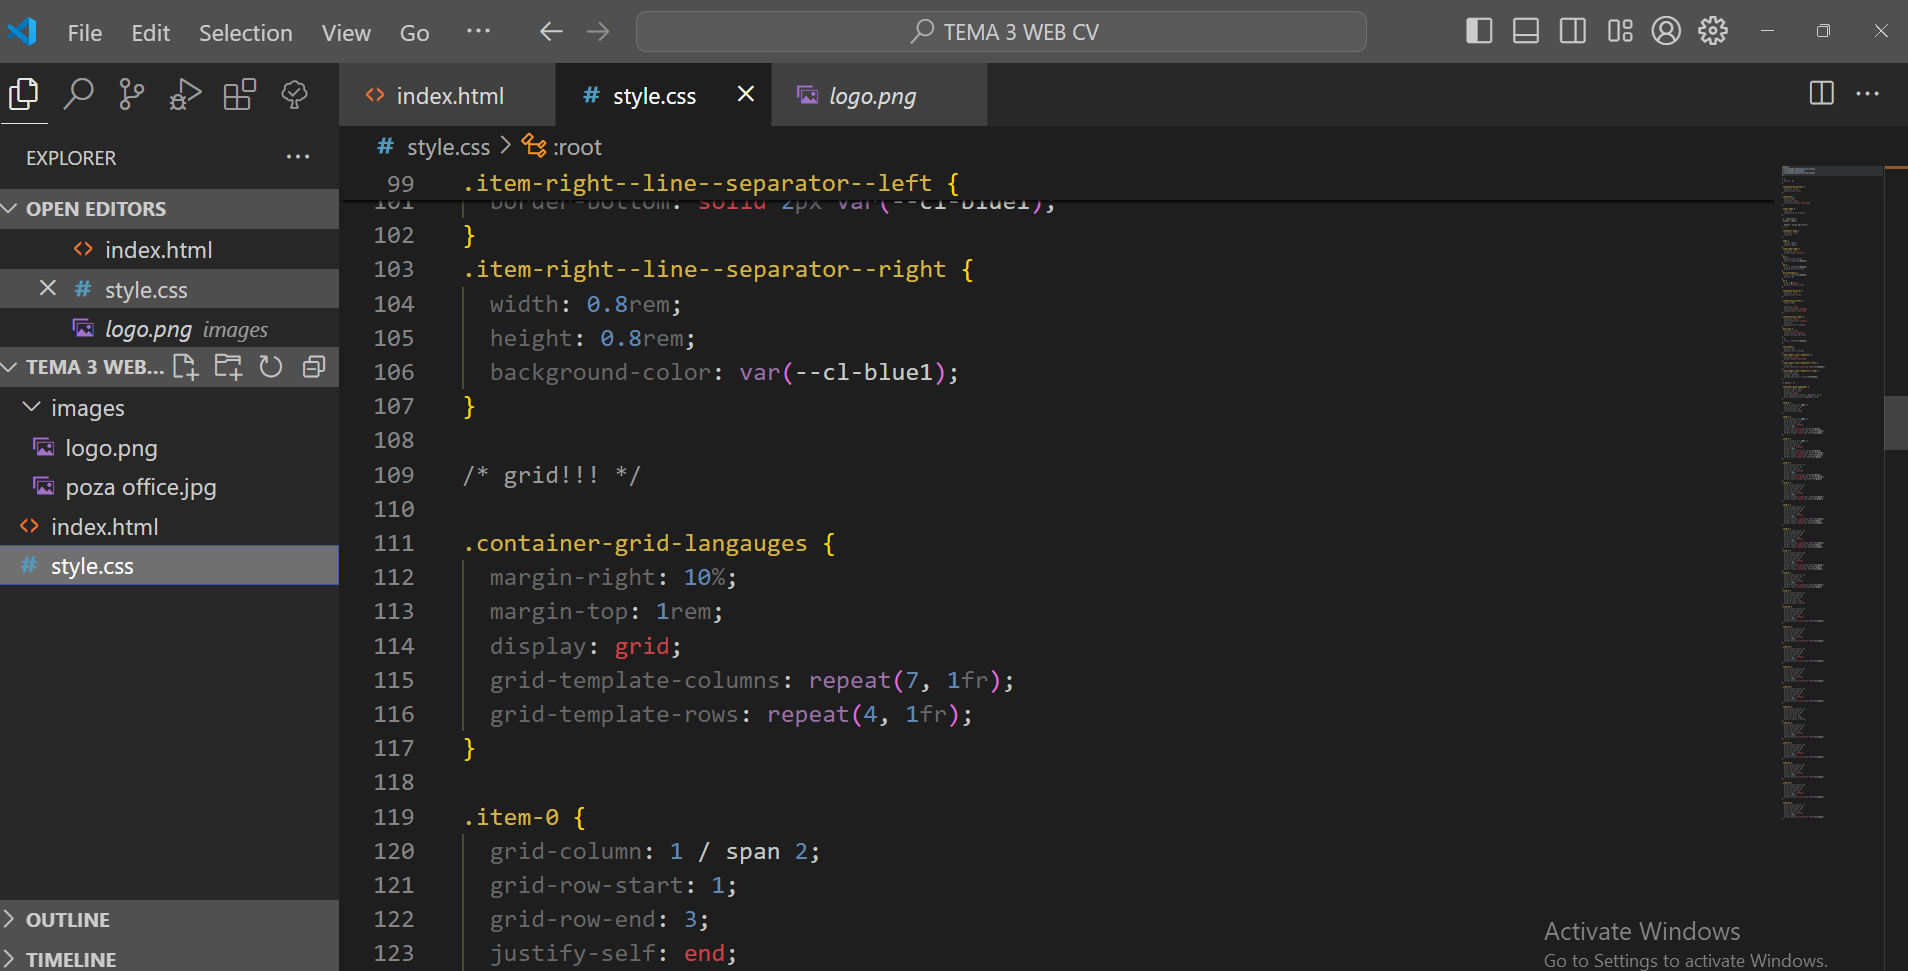 File Edit Selection View Go ··· TEMA 3 WEB CV
index.html style.css logo.png
EXPLORER
OPEN EDITORS
index.html
style.css
logo.png images
TEMA 3 WEB...
images
logo.png
poza office.jpg
index.html
style.css
OUTLINE
TIMELINE
style.css > :root
99 .item-right--line--separator--left {
101 border-bottom: solid 2px var(--cl-blue1);
102 }
103 .item-right--line--separator--right {
104 width: 0.8rem;
105 height: 0.8rem;
106 background-color: var(--cl-blue1);
107 }
108
109 /* grid!!! */
110
111 .container-grid-langauges {
112 margin-right: 10%;
113 margin-top: 1rem;
114 display: grid;
115 grid-template-columns: repeat(7, 1fr);
116 grid-template-rows: repeat(4, 1fr);
117 }
118
119 .item-0 {
120 grid-column: 1 / span 2;
121 grid-row-start: 1;
122 grid-row-end: 3;
123 justify-self: end;
Activate Windows
Go to Settings to activate Windows.